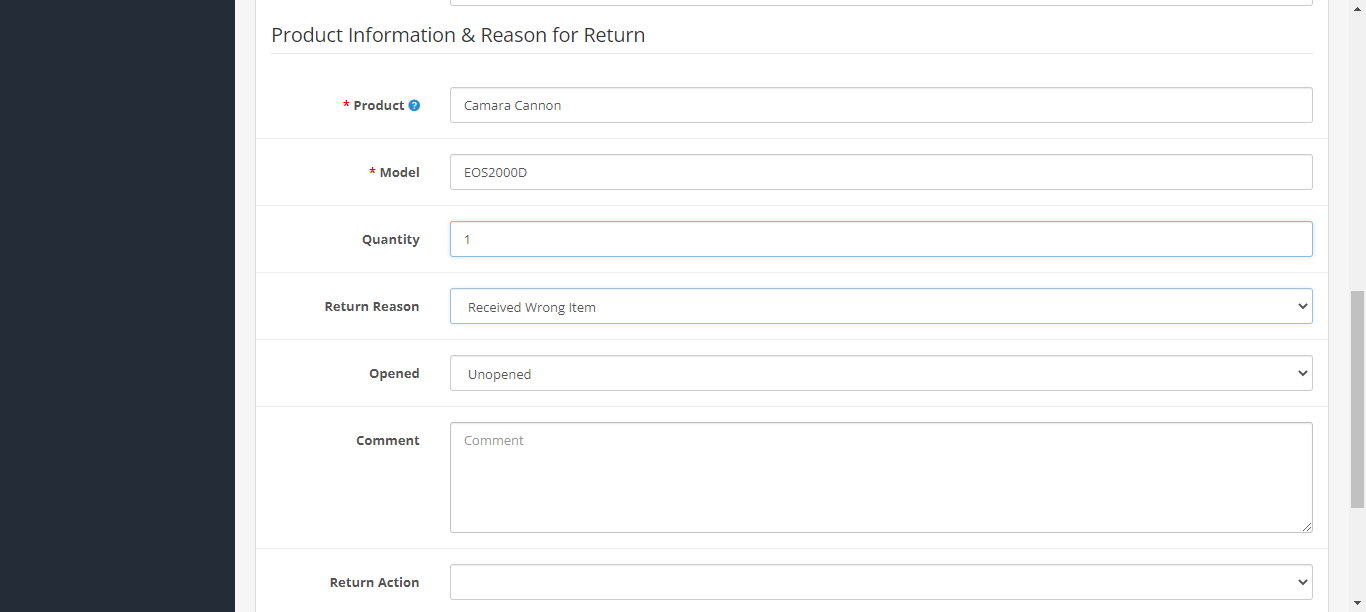 Product Information & Reason for Return
* Product ?
Camara Cannon
* Model
EOS2000D
Quantity
1
Return Reason
Received Wrong Item
Opened
Unopened
Comment
Comment
Return Action